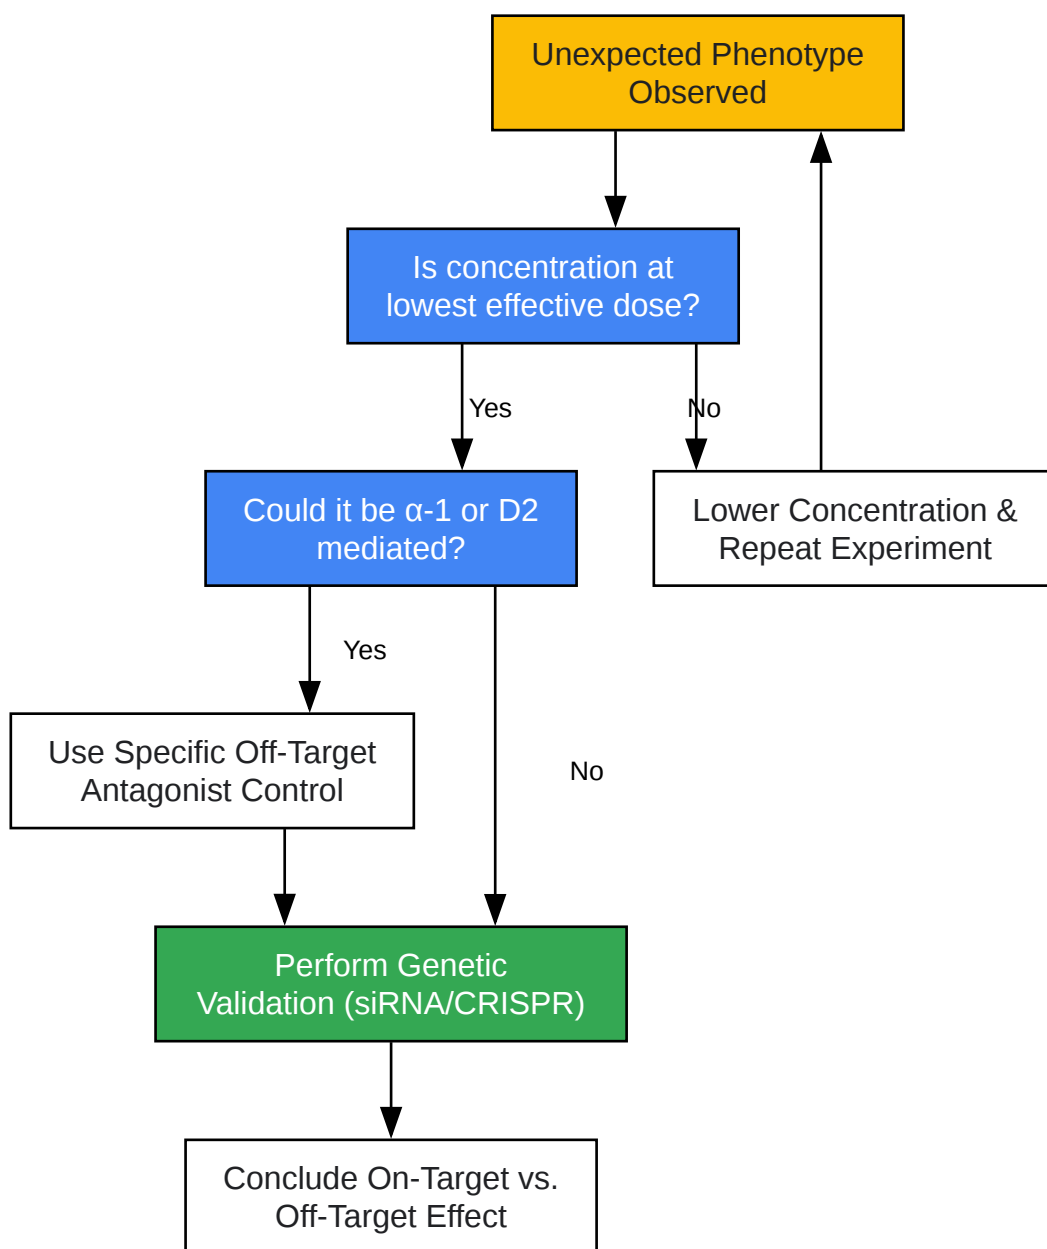 Unexpected Phenotype
Observed
Is concentration at
lowest effective dose?
Yes
No
Could it be α-1 or D2
mediated?
Lower Concentration &
Repeat Experiment
Yes
Use Specific Off-Target
Antagonist Control
No
Perform Genetic
Validation (siRNA/CRISPR)
Conclude On-Target vs.
Off-Target Effect